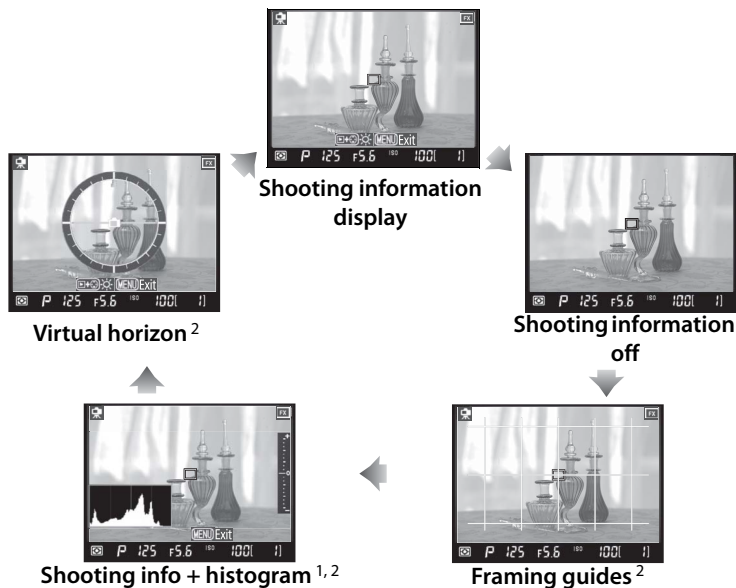 FX
MENU Exit
P 125 F5.6 ISO 100[ 1]
Shooting information
display
FX
MENU Exit
P 125 F5.6 ISO 100[ 1]
Virtual horizon 2
P 125 F5.6 ISO 100[ 1]
Shooting information
off
FX
MENU Exit
P 125 F5.6 ISO 100[ 1]
Shooting info + histogram 1, 2
FX
P 125 F5.6 ISO 100[ 1]
Framing guides 2